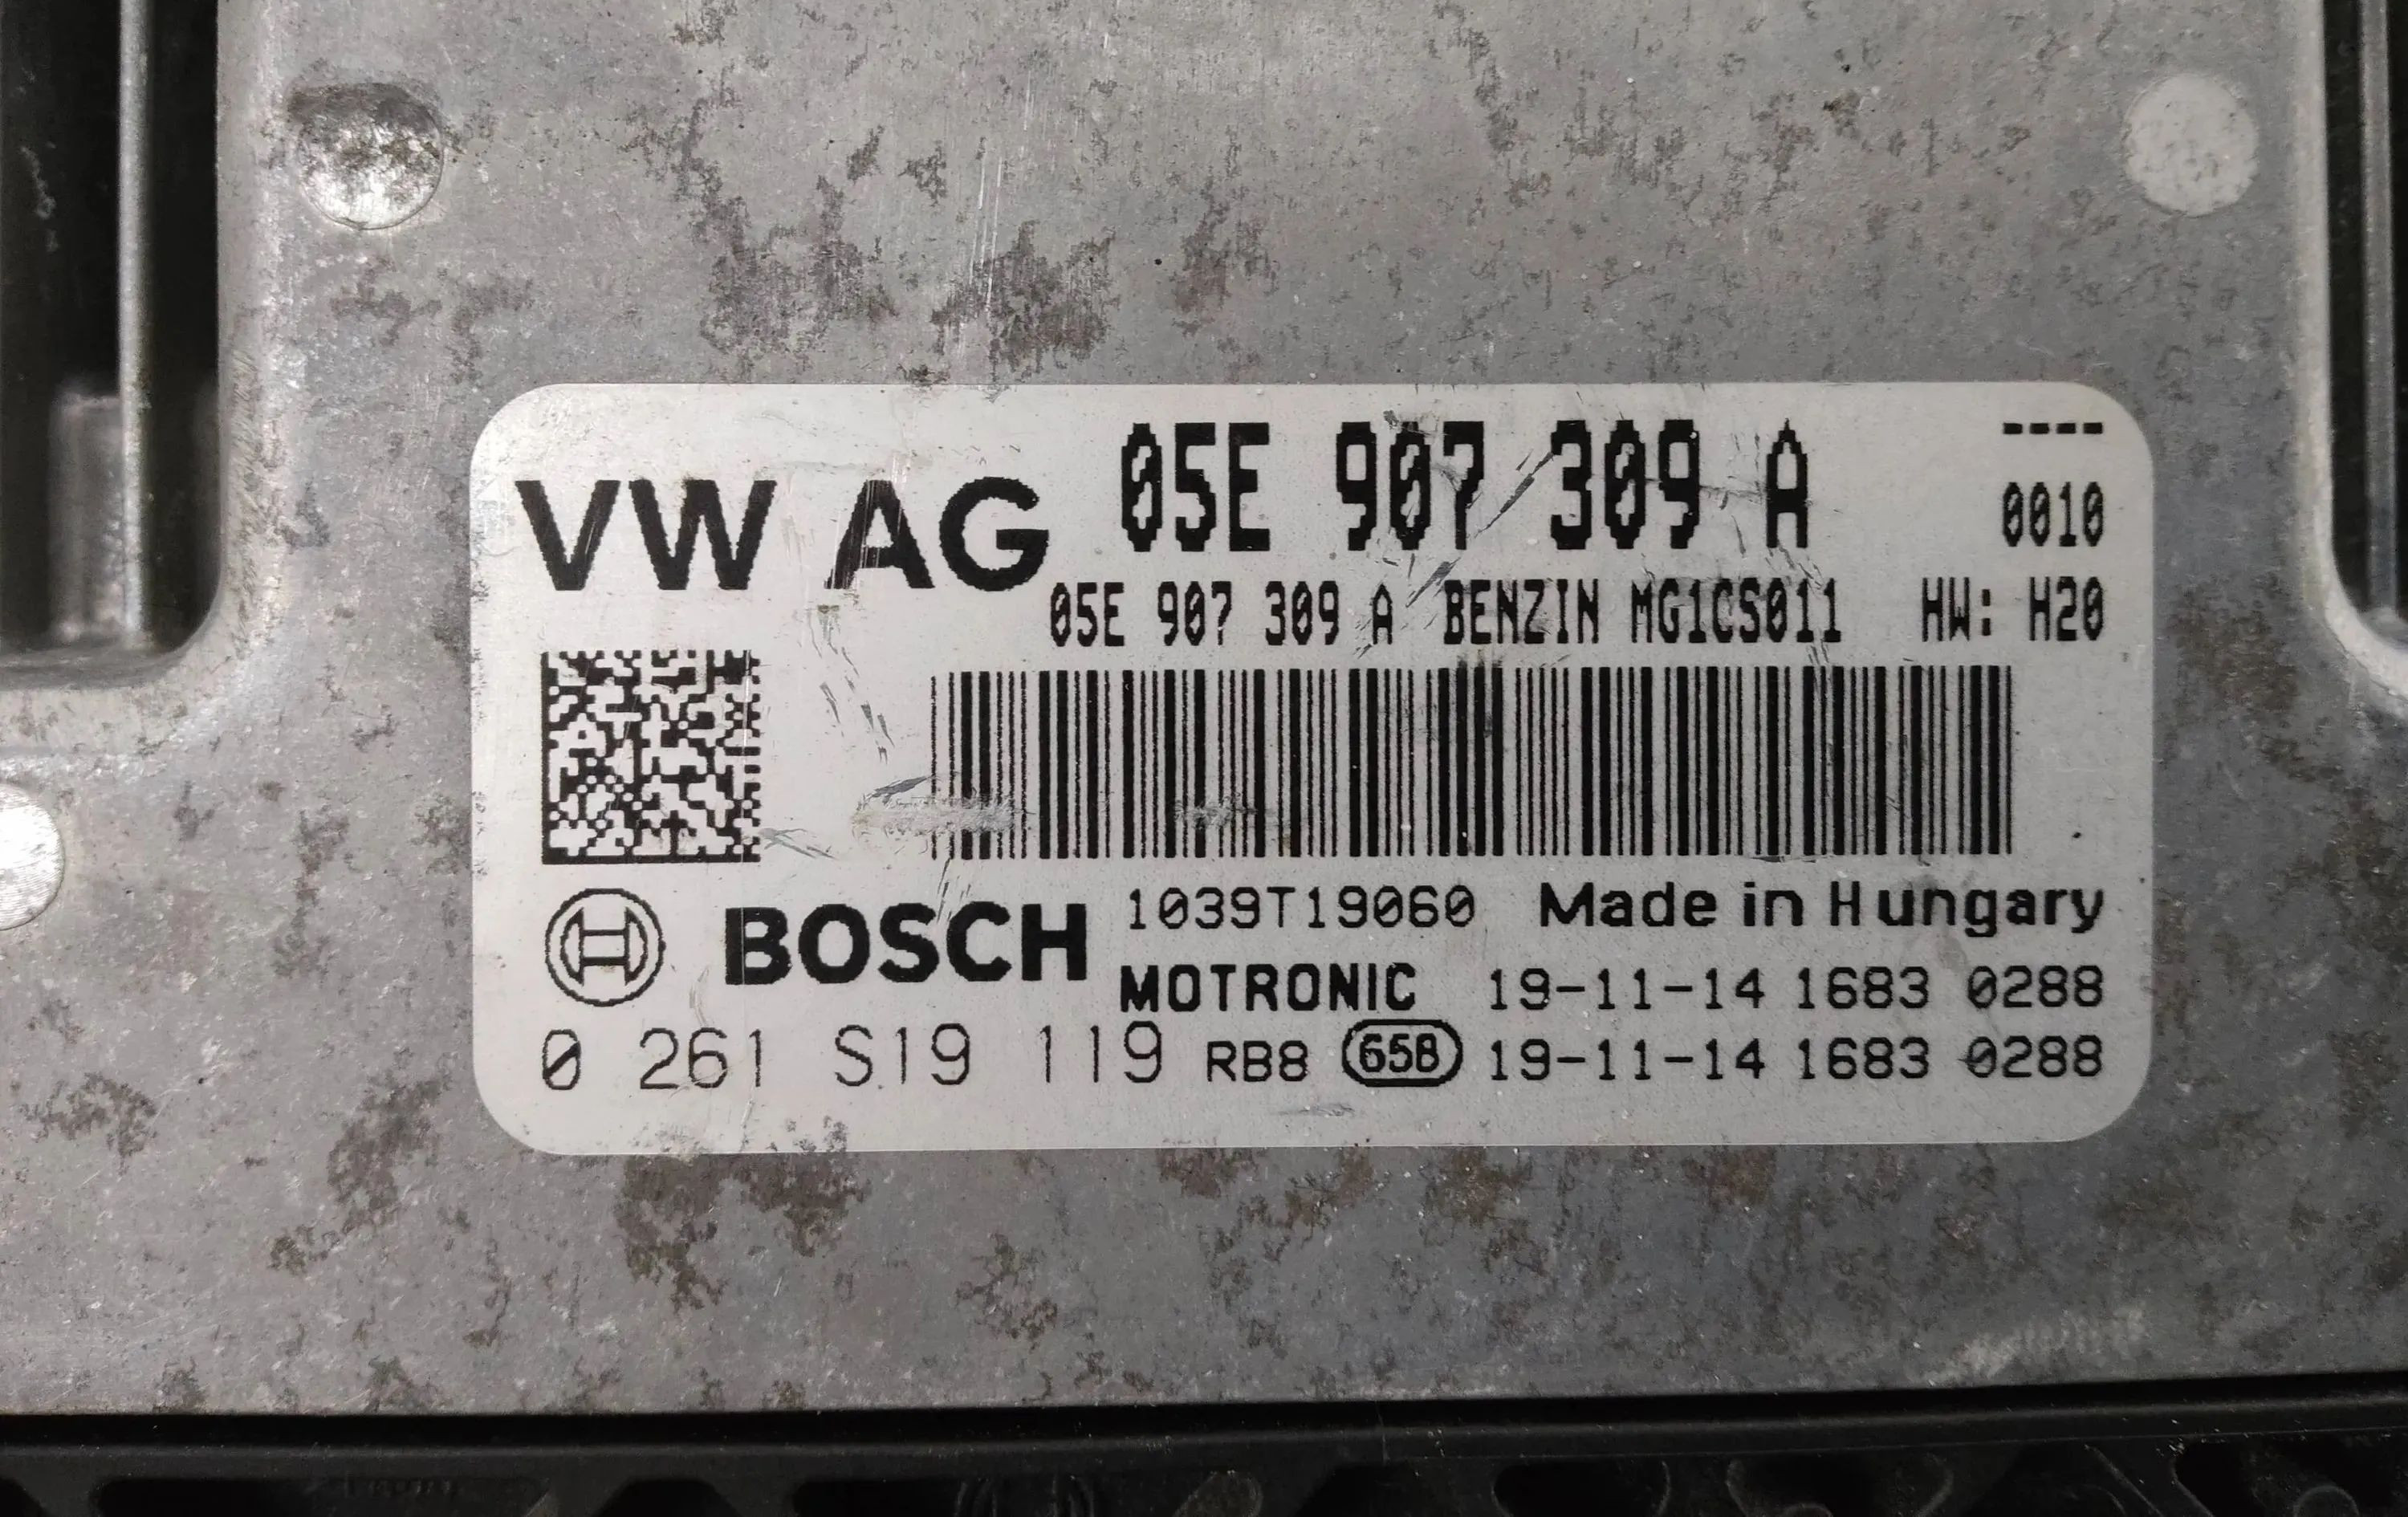 VW AG 05E 907 309 A ----
0010
05E 907 309 A BENZIN MG1CS011 HW: H20
BOSCH 1039T19060 Made in Hungary
MOTRONIC 19-11-14 1683 0288
0 261 S19 119 RB8 65B 19-11-14 1683 0288